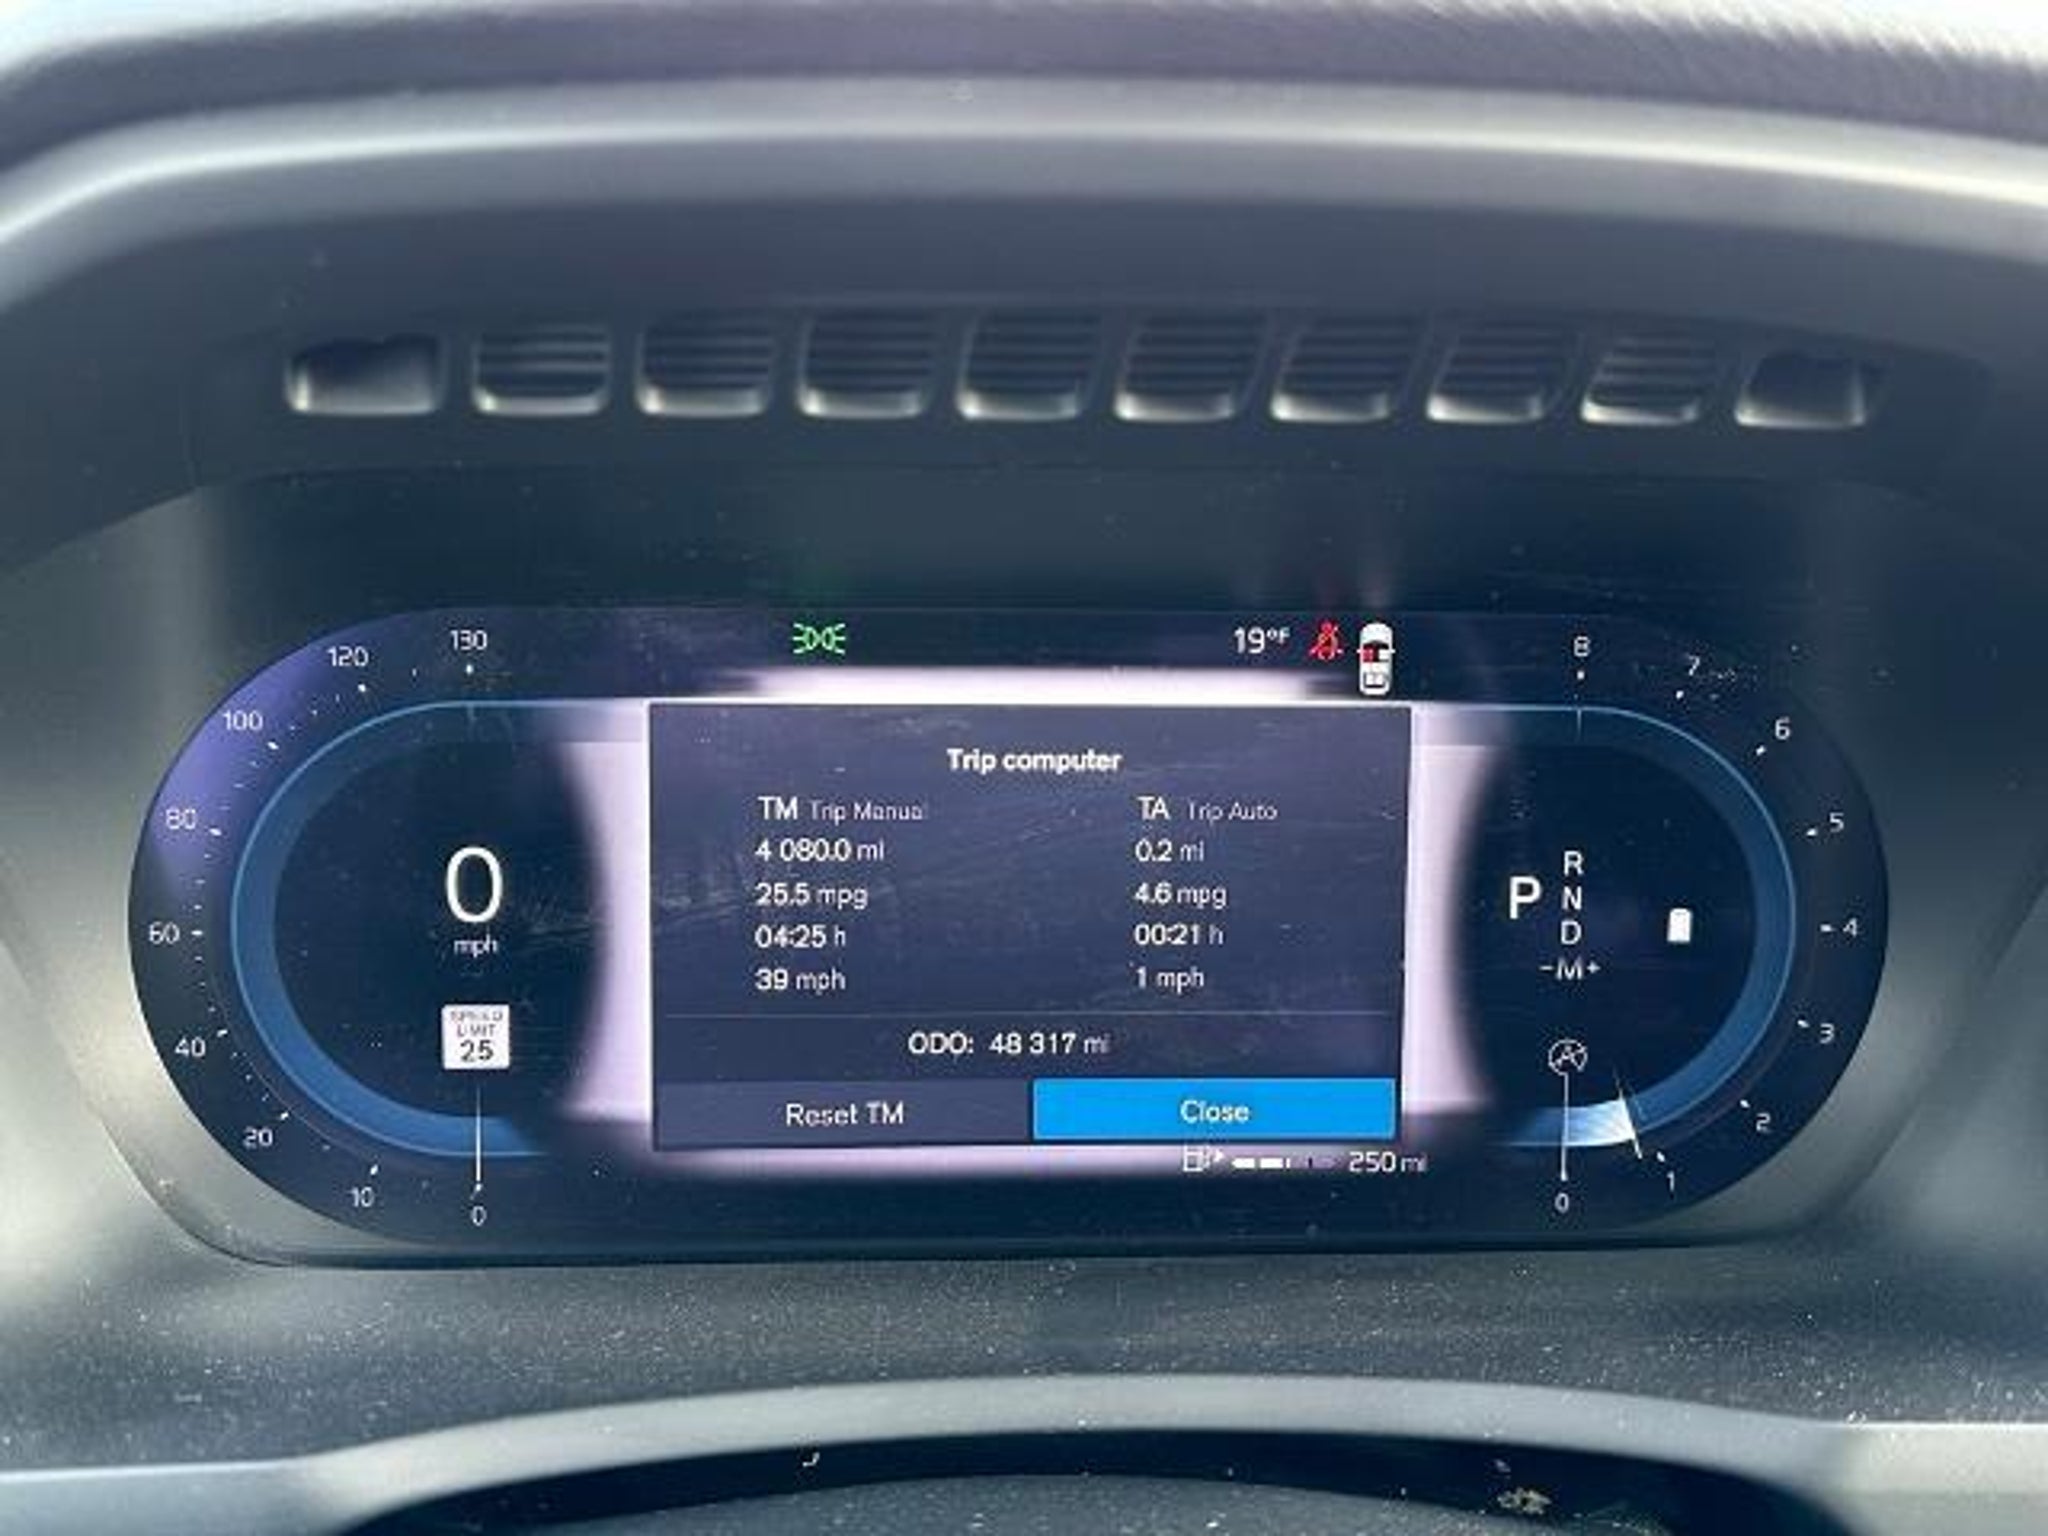 130
120
100
80
60
40
20
10
0
0
mph
SPEED
LIMIT
25
19°F
Trip computer
TM Trip Manual
4 080.0 mi
25.5 mpg
04:25 h
39 mph
TA Trip Auto
0.2 mi
4.6 mpg
00:21 h
1 mph
ODO: 48 317 mi
Reset TM
Close
250 mi
8
7
6
5
4
3
2
1
0
P
R
N
D
-M+
A